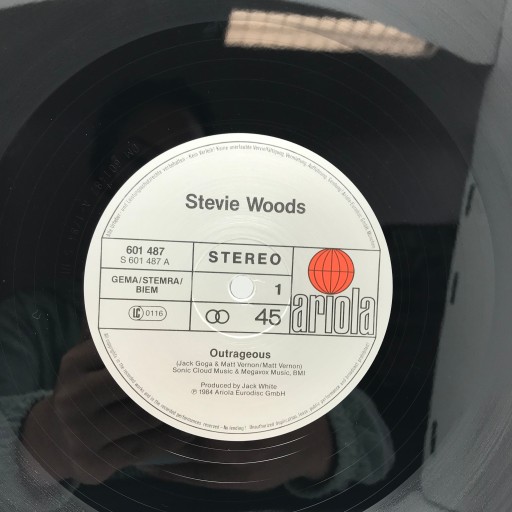 Stevie Woods
601 487
S 601 487 A
STEREO
GEMA/STEMRA/
BIEM
1
LC 0116
45
ariola
Outrageous
(Jack Goga & Matt Vernon/Matt Vernon)
Sonic Cloud Music & Megavox Music, BMI
Produced by Jack White
℗ 1984 Ariola Eurodisc GmbH